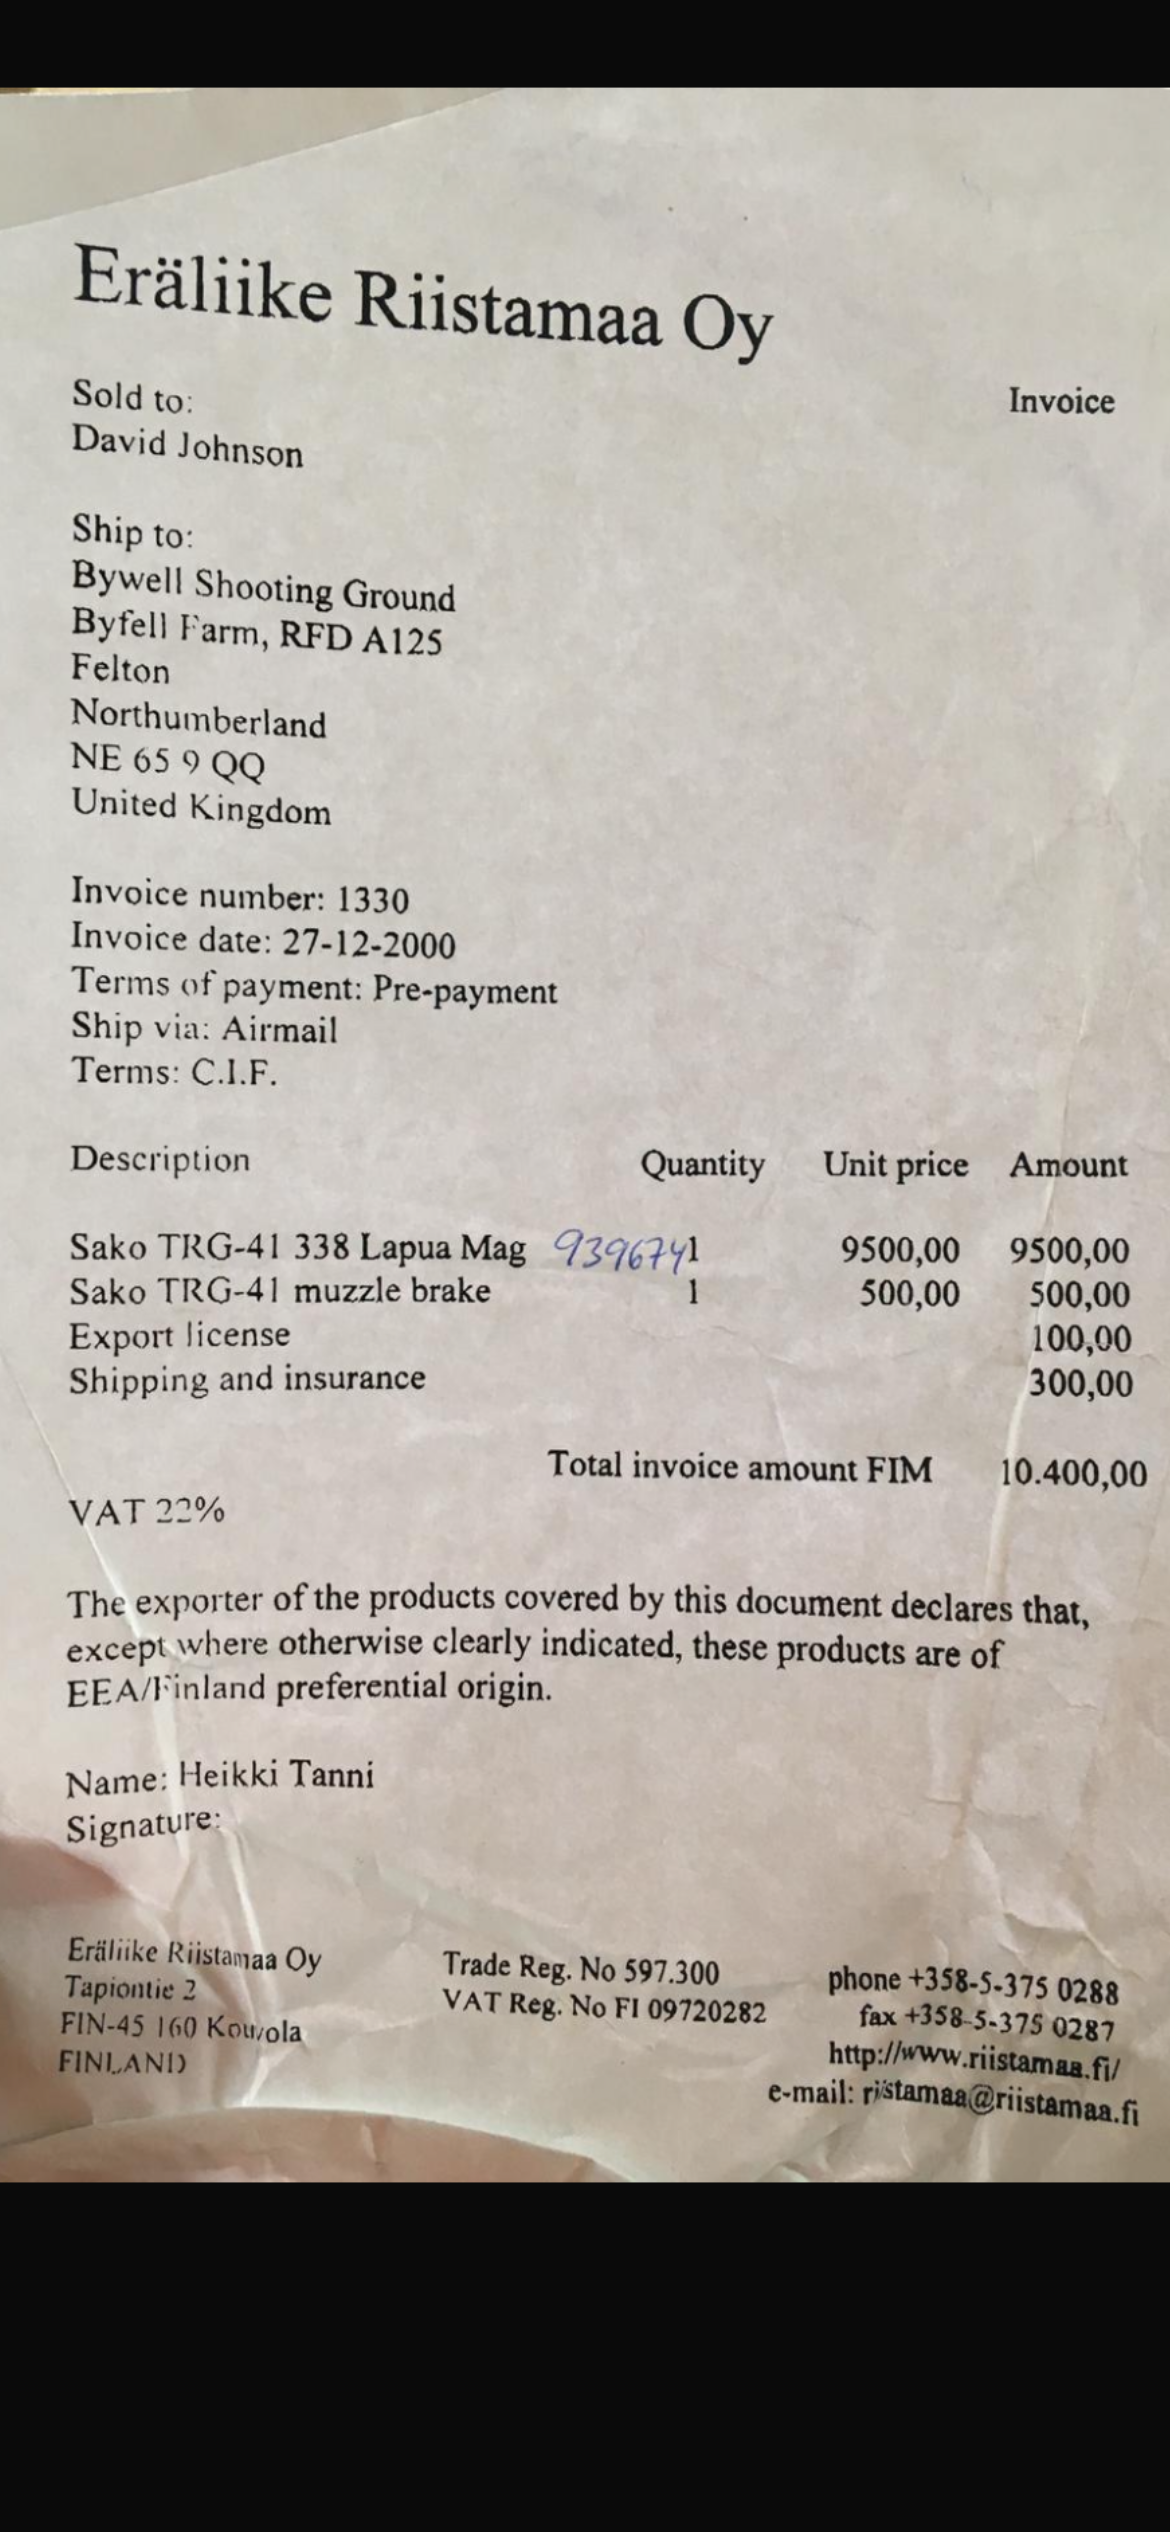 Eräliike Riistamaa Oy
Sold to: Invoice
David Johnson
Ship to:
Bywell Shooting Ground
Byfell Farm, RFD A125
Felton
Northumberland
NE 65 9 QQ
United Kingdom
Invoice number: 1330
Invoice date: 27-12-2000
Terms of payment: Pre-payment
Ship via: Airmail
Terms: C.I.F.
Description Quantity Unit price Amount
Sako TRG-41 338 Lapua Mag 939674 1 9500,00 9500,00
Sako TRG-41 muzzle brake 1 500,00 500,00
Export license 100,00
Shipping and insurance 300,00
Total invoice amount FIM 10.400,00
VAT 22%
The exporter of the products covered by this document declares that,
except where otherwise clearly indicated, these products are of
EEA/Finland preferential origin.
Name: Heikki Tanni
Signature:
Eräliike Riistamaa Oy Trade Reg. No 597.300 phone +358-5-375 0288
Tapiontie 2 VAT Reg. No FI 09720282 fax +358-5-375 0287
FIN-45 160 Kouvola http://www.riistamaa.fi/
FINLAND e-mail: riistamaa@riistamaa.fi